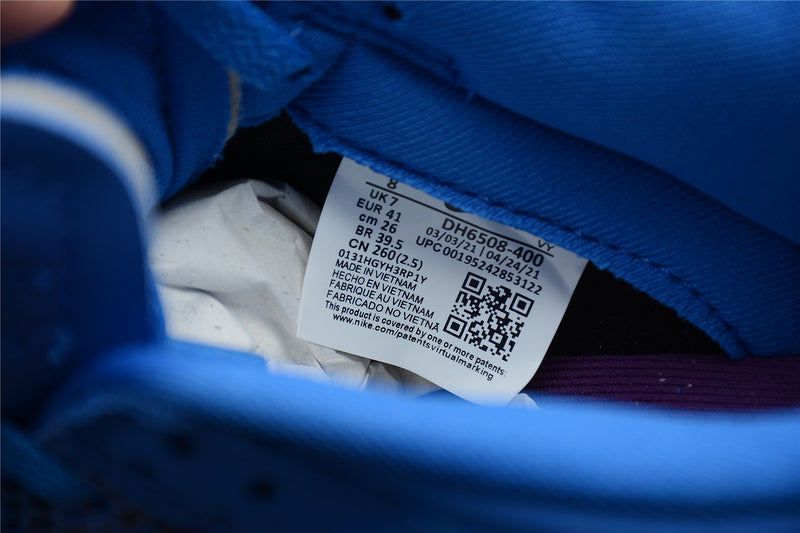 8
UK 7
EUR 41
cm 26
BR 39.5
CN 260(2.5)
VY
DH6508-400
03/03/21 | 04/24/21
UPC 00195242853122
0131HGYH3RP1Y
MADE IN VIETNAM
HECHO EN VIETNAM
FABRIQUE AU VIETNAM
FABRICADO NO VIETNÃ
This product is covered by one or more patents:
www.nike.com/patentsvirtualmarking